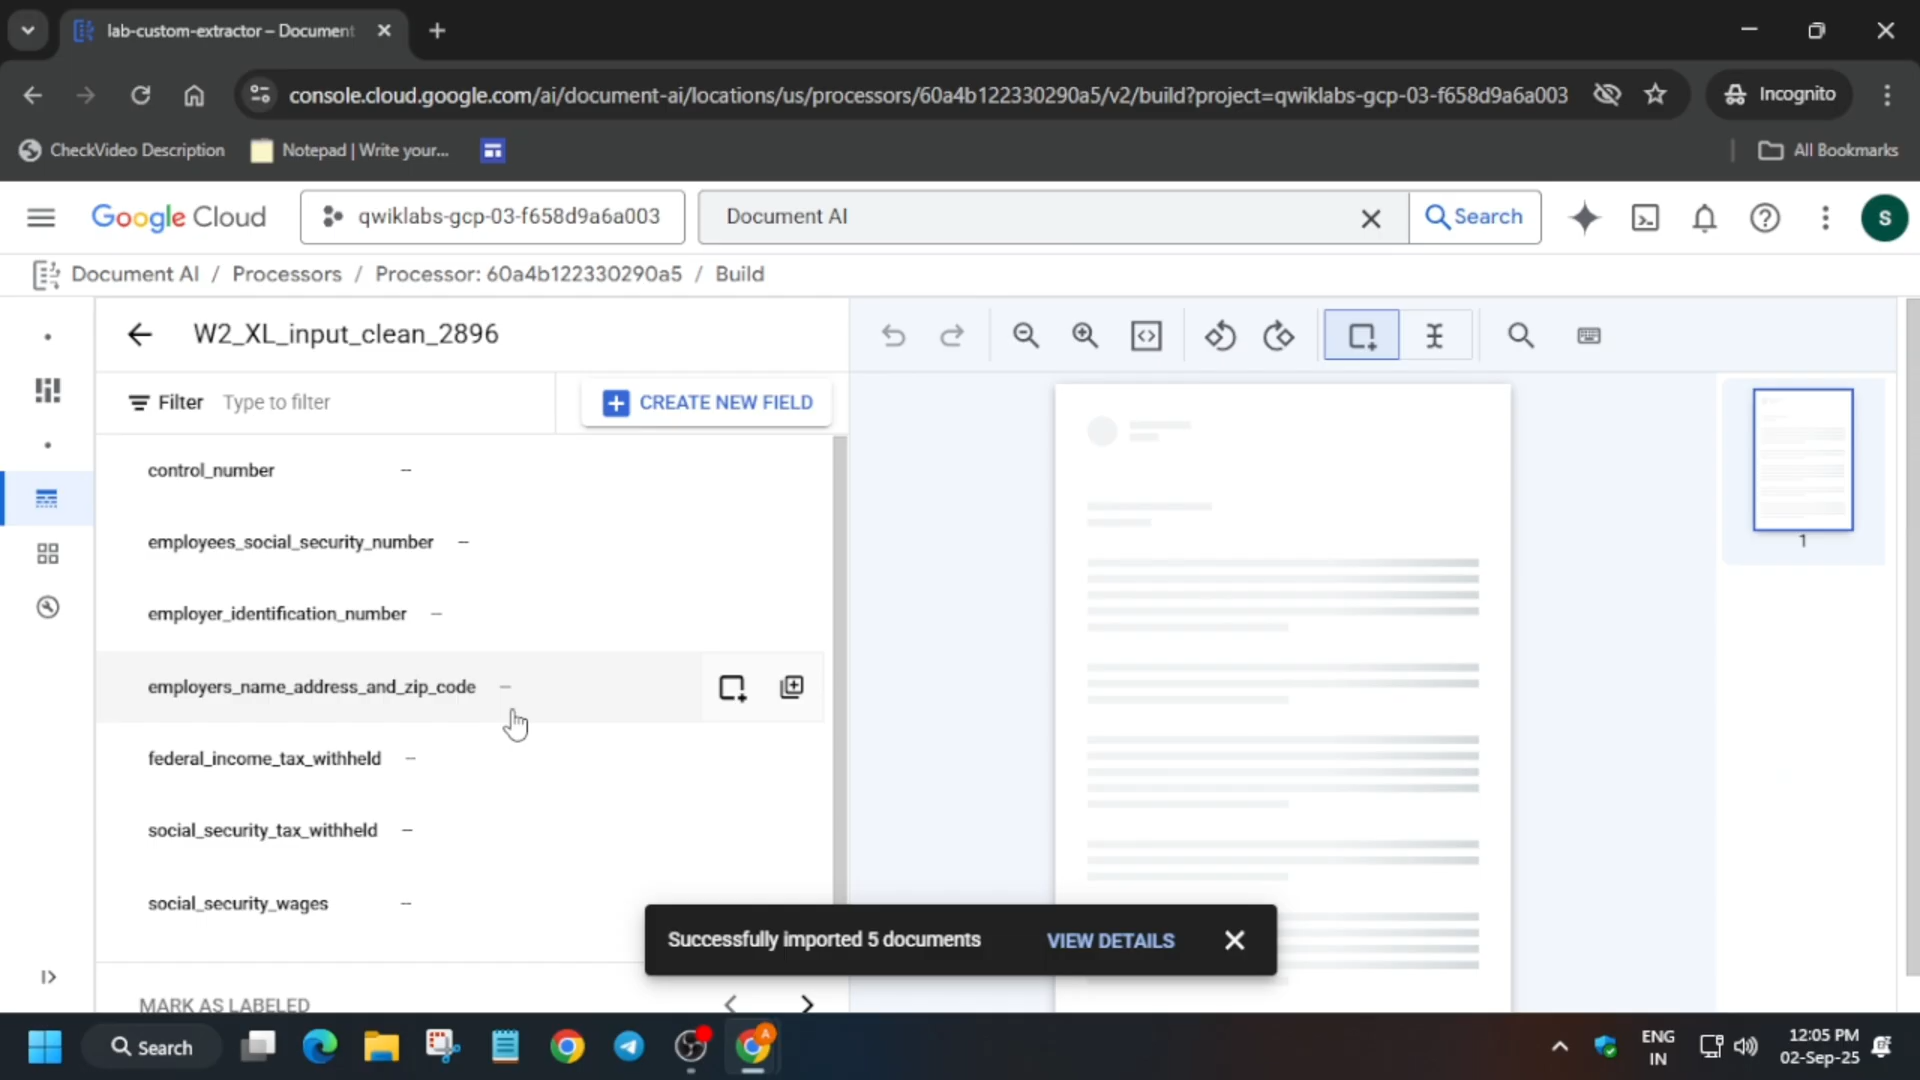 lab-custom-extractor – Document
console.cloud.google.com/ai/document-ai/locations/us/processors/60a4b122330290a5/v2/build?project=qwiklabs-gcp-03-f658d9a6a003
Incognito
CheckVideo Description
Notepad | Write your...
All Bookmarks
Google Cloud
qwiklabs-gcp-03-f658d9a6a003
Document AI
Search
S
Document AI / Processors / Processor: 60a4b122330290a5 / Build
W2_XL_input_clean_2896
Filter Type to filter
CREATE NEW FIELD
control_number –
employees_social_security_number –
employer_identification_number –
employers_name_address_and_zip_code –
federal_income_tax_withheld –
social_security_tax_withheld –
social_security_wages –
1
Successfully imported 5 documents VIEW DETAILS
MARK AS LABELED
Search
A
ENG
IN
12:05 PM
02-Sep-25